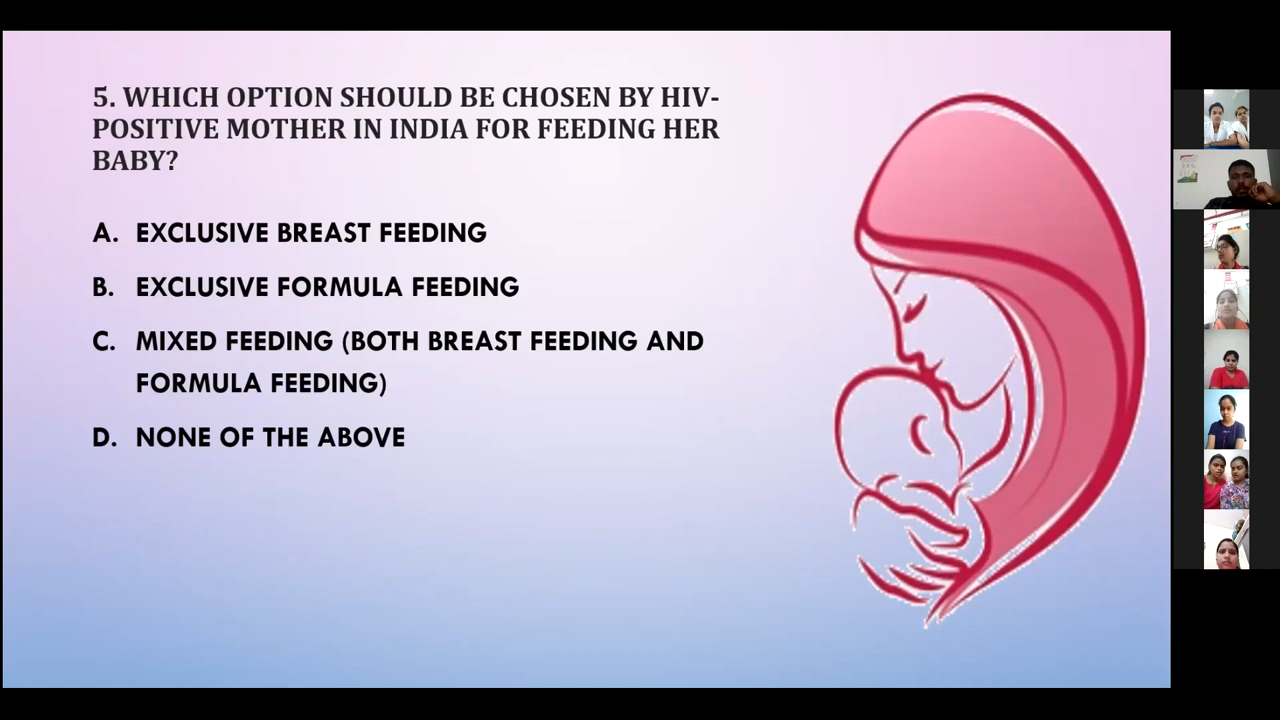 5. WHICH OPTION SHOULD BE CHOSEN BY HIV-
POSITIVE MOTHER IN INDIA FOR FEEDING HER
BABY?
A. EXCLUSIVE BREAST FEEDING
B. EXCLUSIVE FORMULA FEEDING
C. MIXED FEEDING (BOTH BREAST FEEDING AND
FORMULA FEEDING)
D. NONE OF THE ABOVE